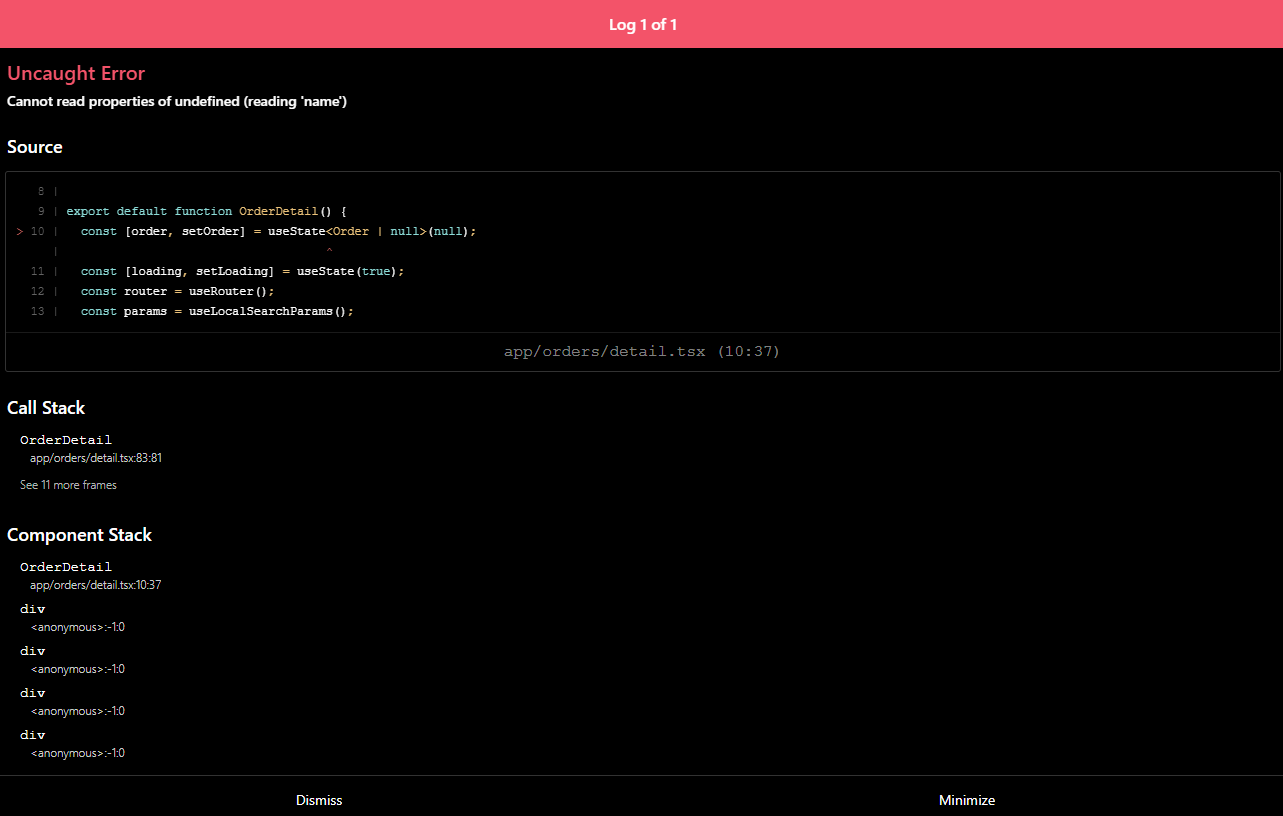 Log 1 of 1
Uncaught Error
Cannot read properties of undefined (reading 'name')
Source
8 |
9 | export default function OrderDetail() {
> 10 | const [order, setOrder] = useState<Order | null>(null);
| ^
11 | const [loading, setLoading] = useState(true);
12 | const router = useRouter();
13 | const params = useLocalSearchParams();
app/orders/detail.tsx (10:37)
Call Stack
OrderDetail
app/orders/detail.tsx:83:81
See 11 more frames
Component Stack
OrderDetail
app/orders/detail.tsx:10:37
div
<anonymous>:-1:0
div
<anonymous>:-1:0
div
<anonymous>:-1:0
div
<anonymous>:-1:0
Dismiss
Minimize